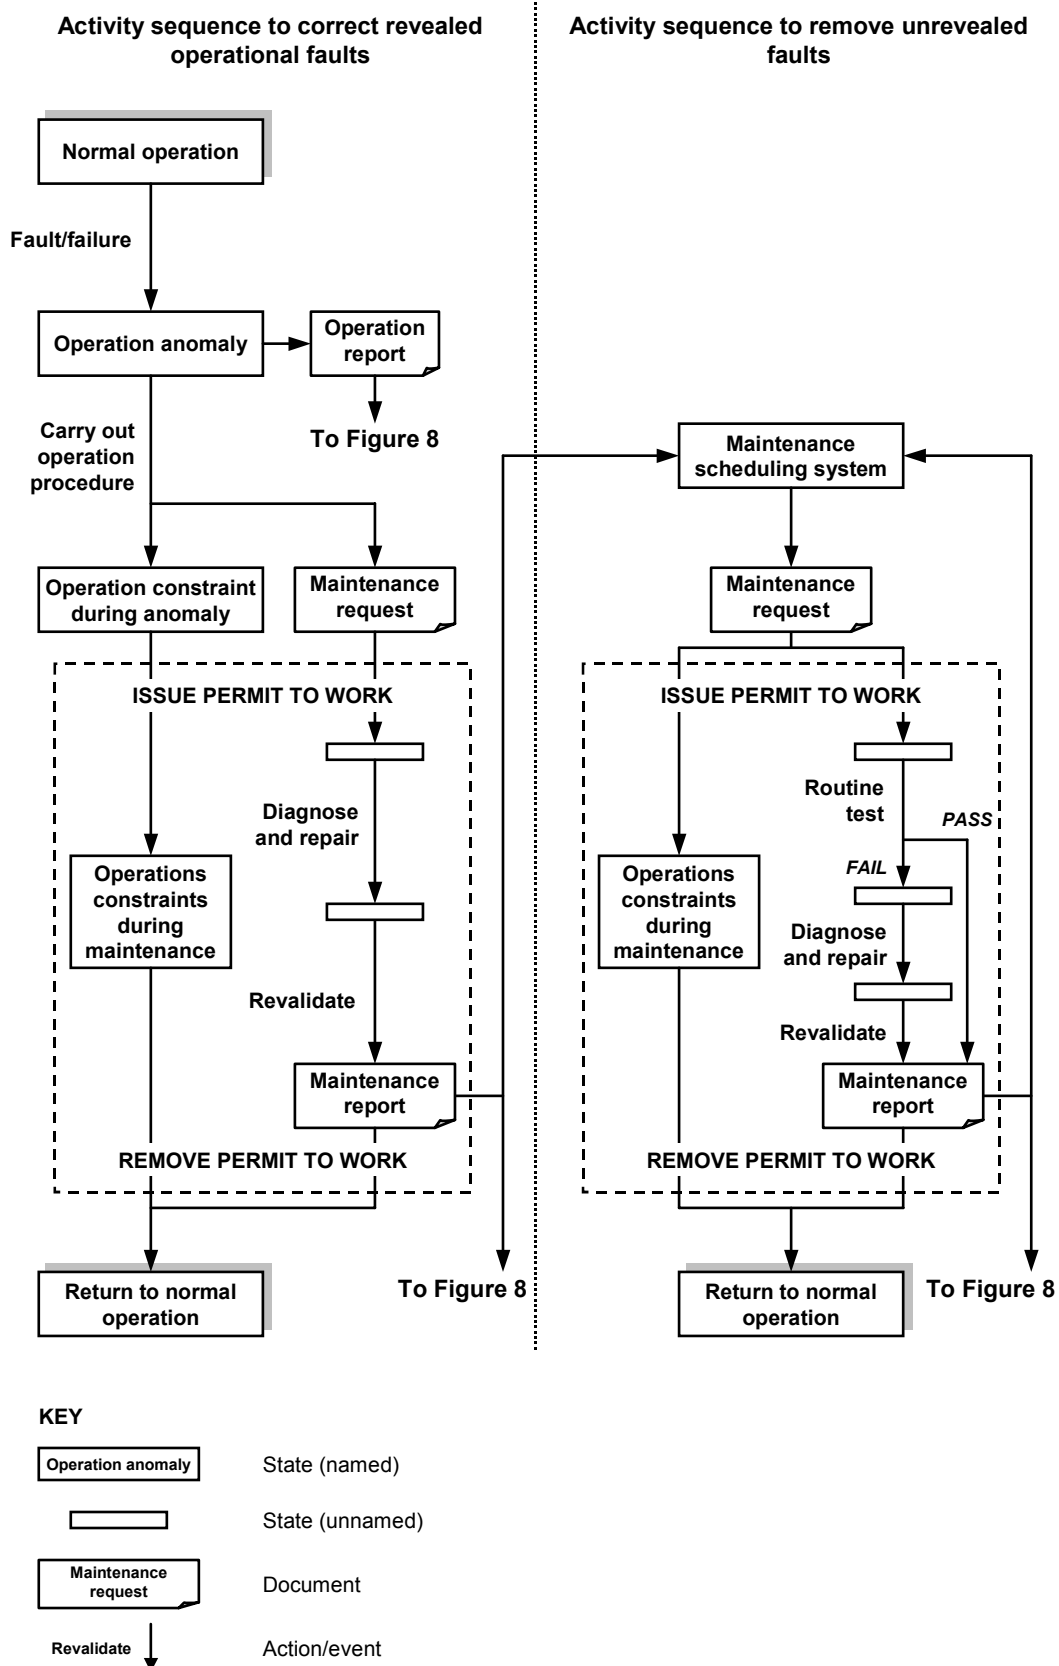 Activity sequence to correct revealed
operational faults
Activity sequence to remove unrevealed
faults
Normal operation
Fault/failure
Operation anomaly
Operation
report
To Figure 8
Carry out
operation
procedure
Operation constraint
during anomaly
Maintenance
request
ISSUE PERMIT TO WORK
Diagnose
and repair
Operations
constraints
during
maintenance
Revalidate
Maintenance
report
REMOVE PERMIT TO WORK
Return to normal
operation
To Figure 8
Maintenance
scheduling system
Maintenance
request
ISSUE PERMIT TO WORK
Routine
test
PASS
FAIL
Operations
constraints
during
maintenance
Diagnose
and repair
Revalidate
Maintenance
report
REMOVE PERMIT TO WORK
Return to normal
operation
To Figure 8
KEY
Operation anomaly
State (named)
State (unnamed)
Maintenance
request
Document
Revalidate
Action/event